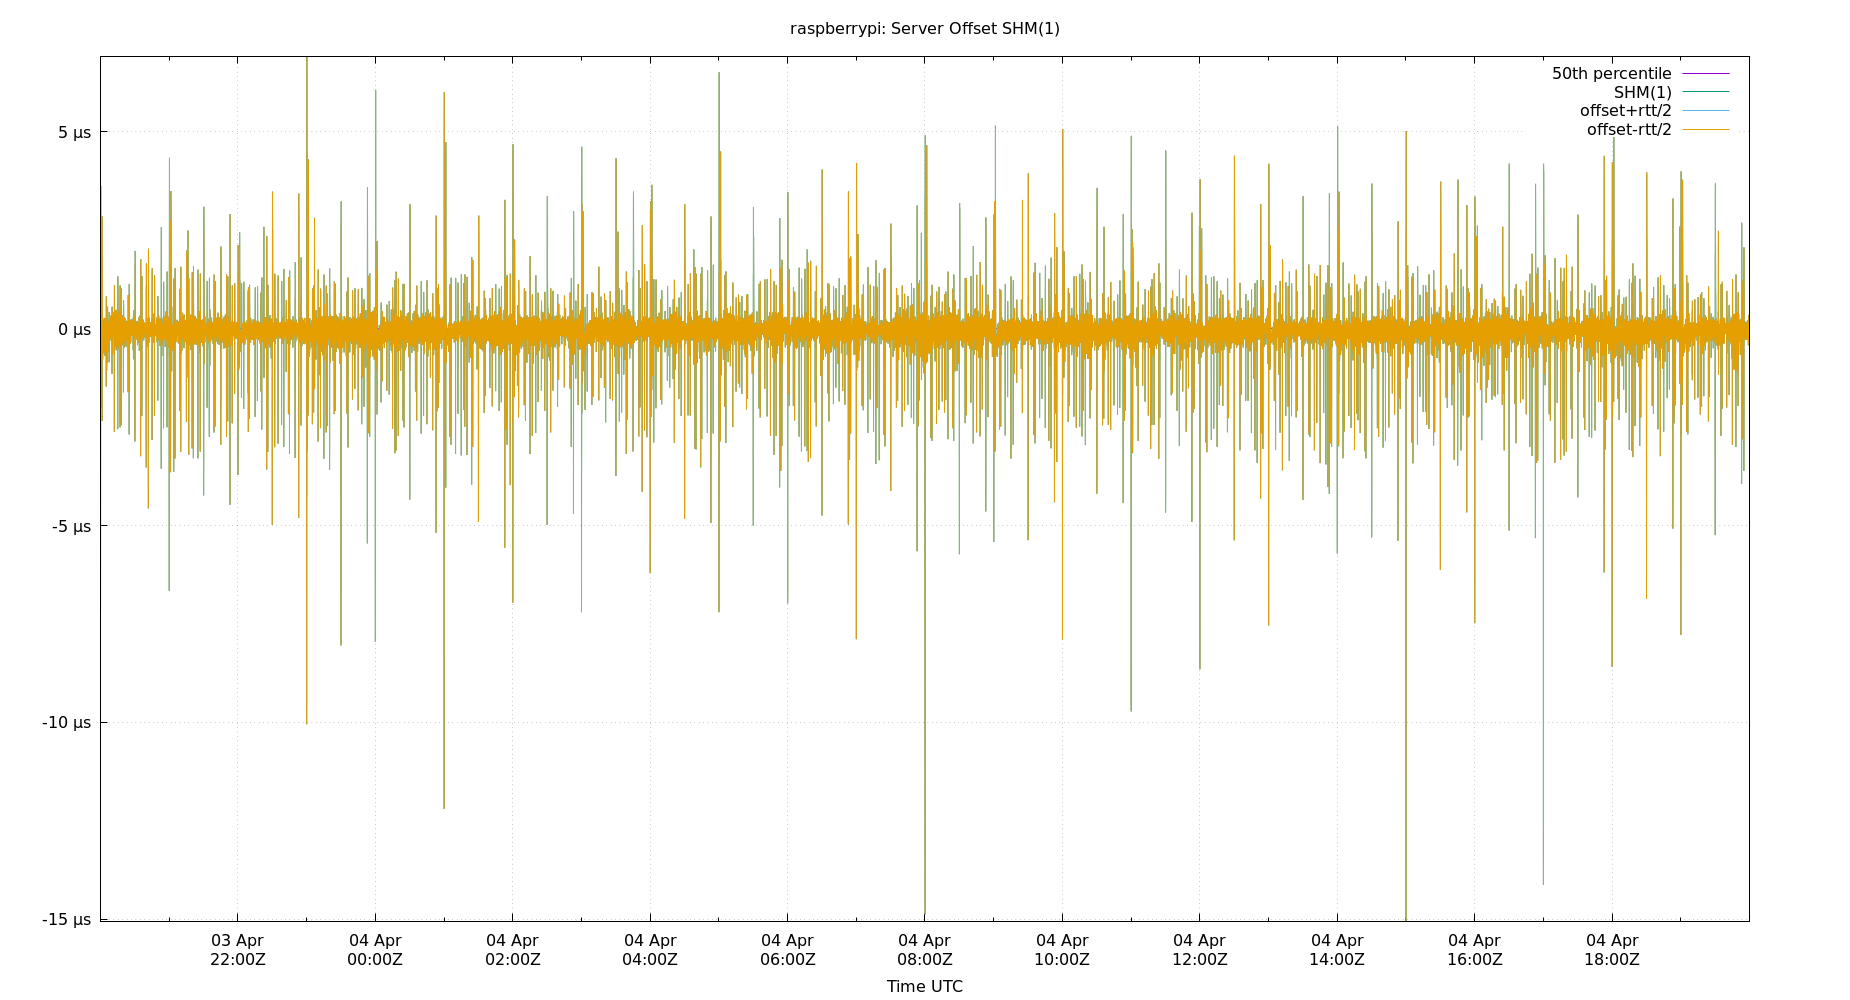 raspberrypi: Server Offset SHM(1)
50th percentile
SHM(1)
offset+rtt/2
offset-rtt/2
5 µs
0 µs
-5 µs
-10 µs
-15 µs
03 Apr 04 Apr 04 Apr 04 Apr 04 Apr 04 Apr 04 Apr 04 Apr 04 Apr 04 Apr 04 Apr
22:00Z 00:00Z 02:00Z 04:00Z 06:00Z 08:00Z 10:00Z 12:00Z 14:00Z 16:00Z 18:00Z
Time UTC